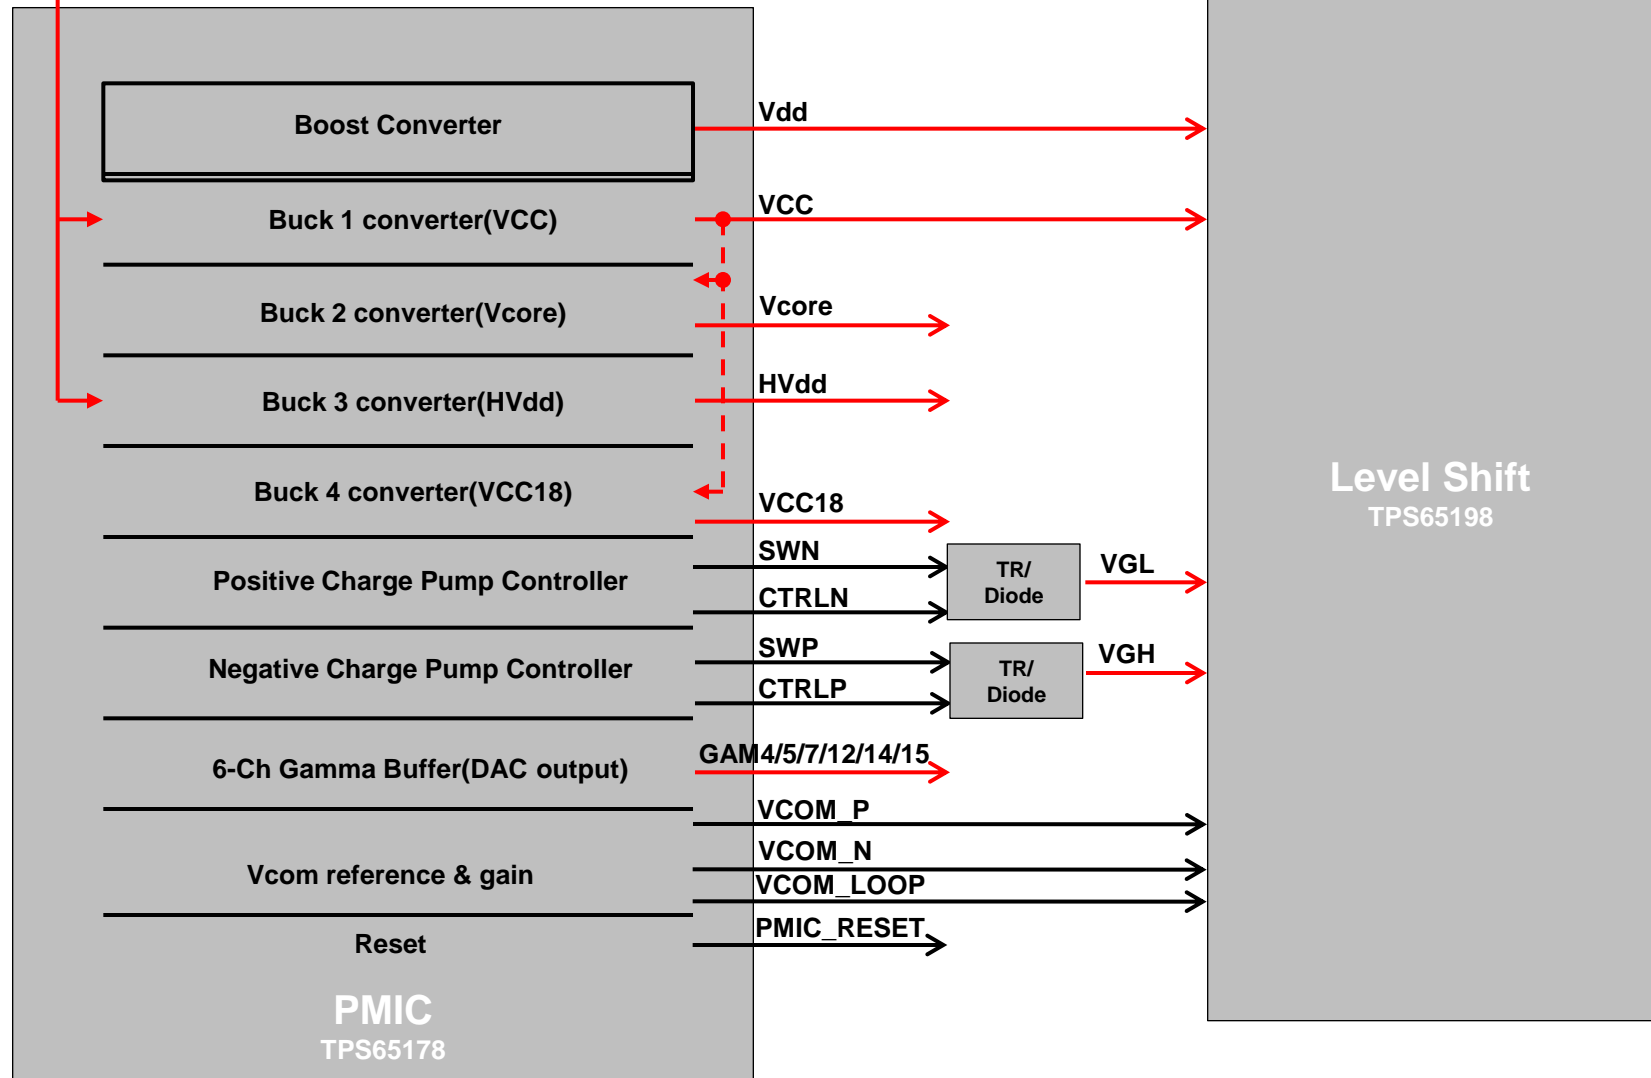 Boost Converter
Vdd
Buck 1 converter(VCC)
VCC
Buck 2 converter(Vcore)
Vcore
Buck 3 converter(HVdd)
HVdd
Buck 4 converter(VCC18)
VCC18
Positive Charge Pump Controller
SWN
CTRLN
TR/
Diode
VGL
Negative Charge Pump Controller
SWP
CTRLP
TR/
Diode
VGH
6-Ch Gamma Buffer(DAC output)
GAM4/5/7/12/14/15
Vcom reference & gain
VCOM_P
VCOM_N
VCOM_LOOP
Reset
PMIC_RESET
PMIC
TPS65178
Level Shift
TPS65198